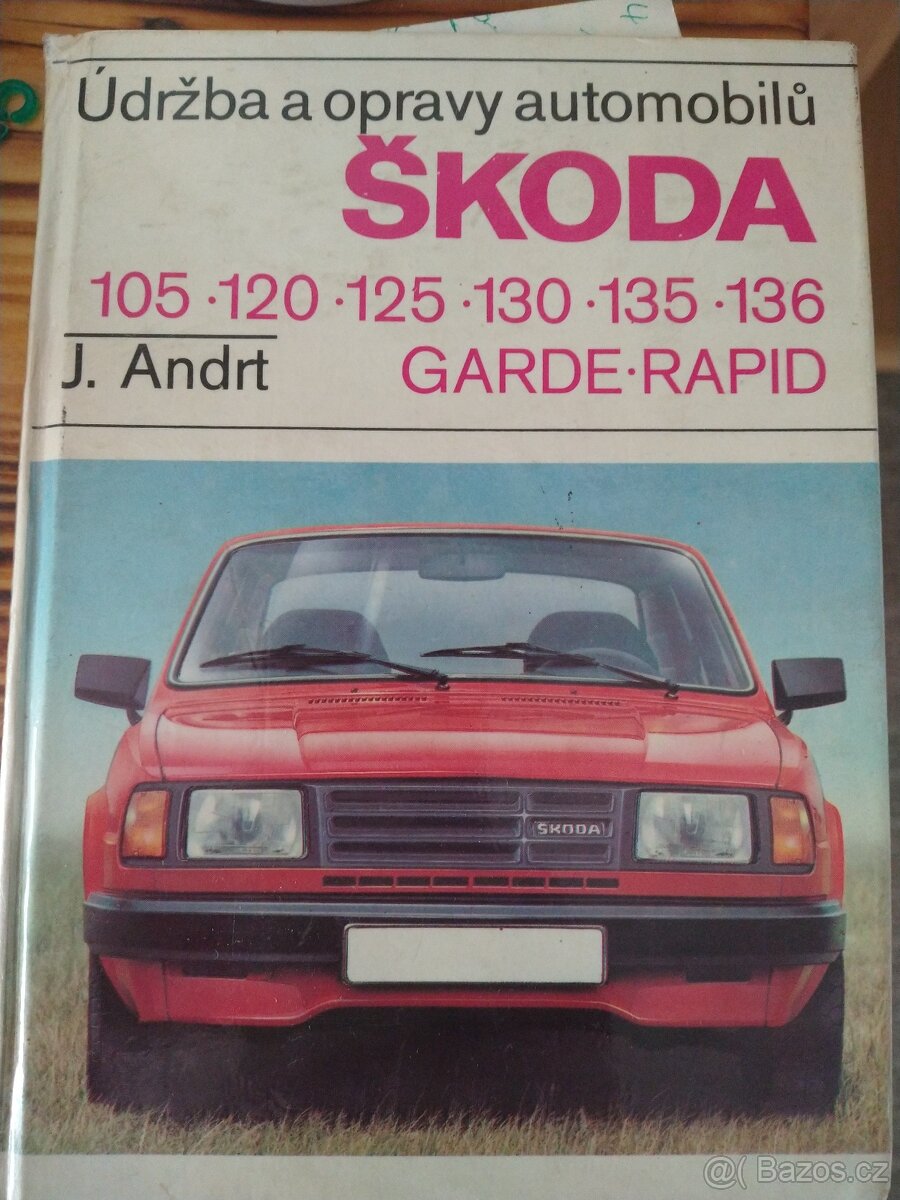 Údržba a opravy automobilů
ŠKODA
105 · 120 · 125 · 130 · 135 · 136
J. Andrt
GARDE · RAPID
ŠKODA
@( Bazos.cz